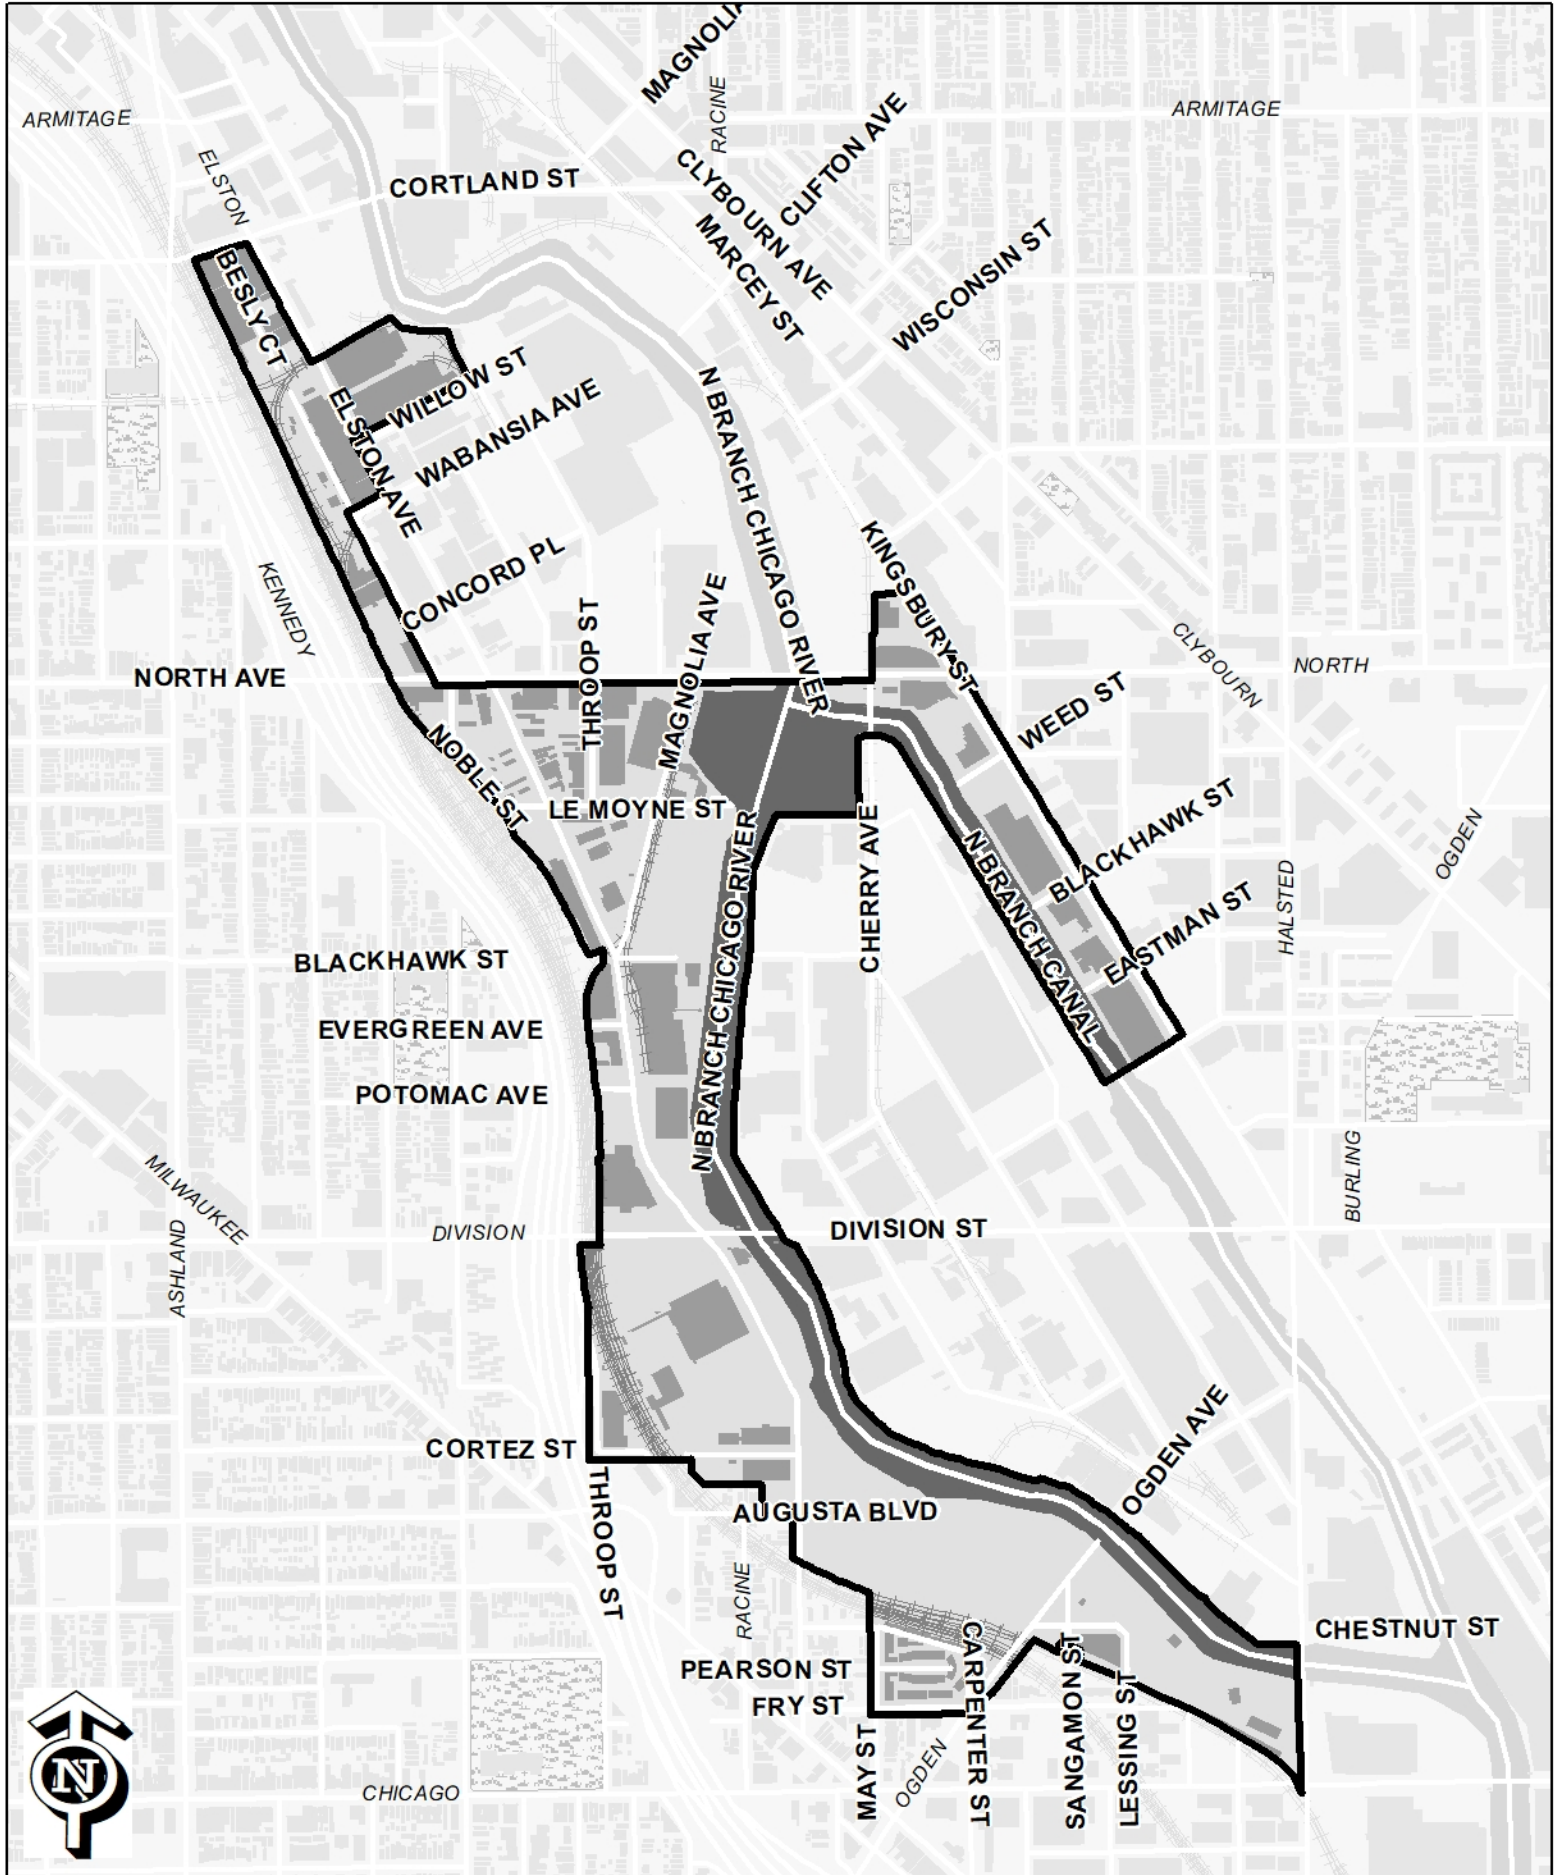 MAGNOLIA
RACINE
ARMITAGE
ARMITAGE
CLIFTON AVE
ELSTON
CORTLAND ST
CLYBOURN AVE
MARCEY ST
WISCONSIN ST
BESLY CT
WILLOW ST
ELSTON AVE
WABANSIA AVE
N BRANCH CHICAGO RIVER
CONCORD PL
KENNEDY
KINGSBURY ST
THROOP ST
MAGNOLIA AVE
CLYBOURN
NORTH AVE
NORTH
WEED ST
NOBLE ST
LE MOYNE ST
BLACKHAWK ST
OGDEN
CHERRY AVE
N BRANCH CANAL
N BRANCH CHICAGO RIVER
EASTMAN ST
HALSTED
BLACKHAWK ST
EVERGREEN AVE
POTOMAC AVE
MILWAUKEE
BURLING
ASHLAND
DIVISION
DIVISION ST
OGDEN AVE
CORTEZ ST
THROOP ST
AUGUSTA BLVD
RACINE
CHESTNUT ST
PEARSON ST
FRY ST
CARPENTER ST
SANGAMON ST
LESSING ST
MAY ST
OGDEN
N
CHICAGO